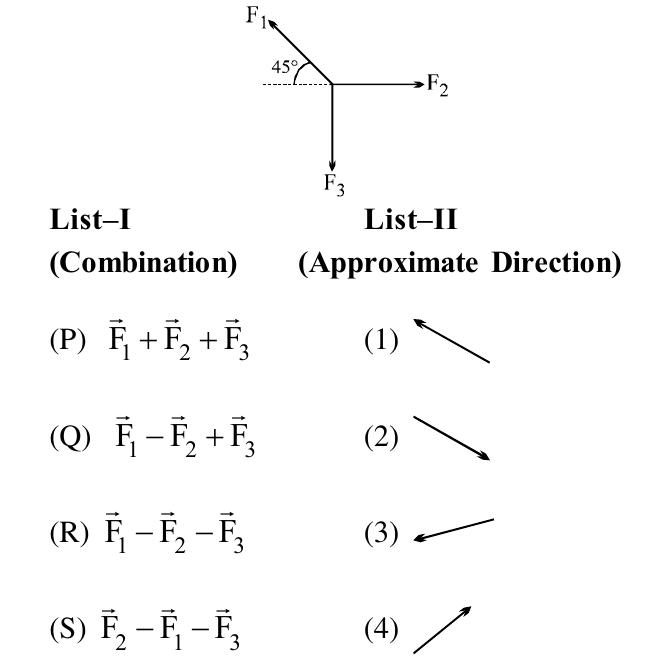 F₁
45°
F₂
F₃
List–I List–II
(Combination) (Approximate Direction)
(P) F⃗₁ + F⃗₂ + F⃗₃ (1)
(Q) F⃗₁ − F⃗₂ + F⃗₃ (2)
(R) F⃗₁ − F⃗₂ − F⃗₃ (3)
(S) F⃗₂ − F⃗₁ − F⃗₃ (4)